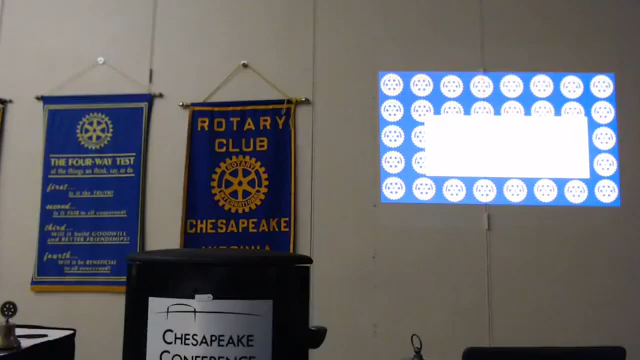 THE FOUR-WAY TEST
of the things we think, say, or do
first...
Is it the TRUTH?
second...
Is it FAIR to all concerned?
third...
Will it build GOODWILL
and BETTER FRIENDSHIPS?
fourth...
Will it be BENEFICIAL
to all concerned?
ROTARY
CLUB
ROTARY
INTERNATIONAL
CHESAPEAKE
VIRGINIA
CHESAPEAKE
CONFERENCE